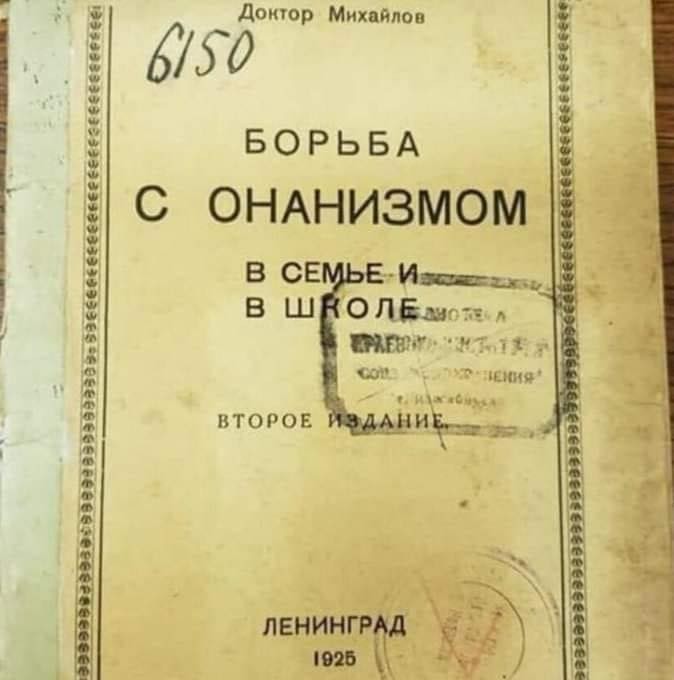 Доктор Михайлов
6150
БОРЬБА
С ОНАНИЗМОМ
В СЕМЬЕ И
В ШКОЛЕ
ВТОРОЕ ИЗДАНИЕ.
ЛЕНИНГРАД
1925